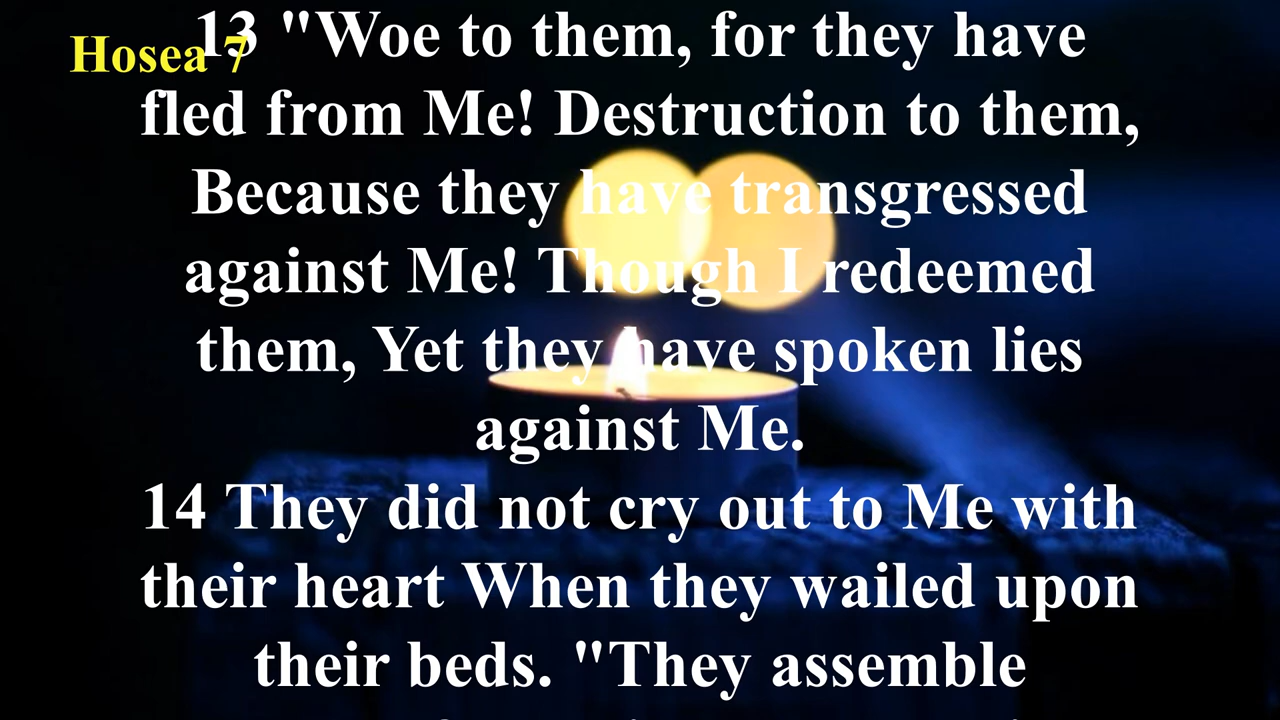 Hosea 7
13 "Woe to them, for they have
fled from Me! Destruction to them,
Because they have transgressed
against Me! Though I redeemed
them, Yet they have spoken lies
against Me.
14 They did not cry out to Me with
their heart When they wailed upon
their beds. "They assemble